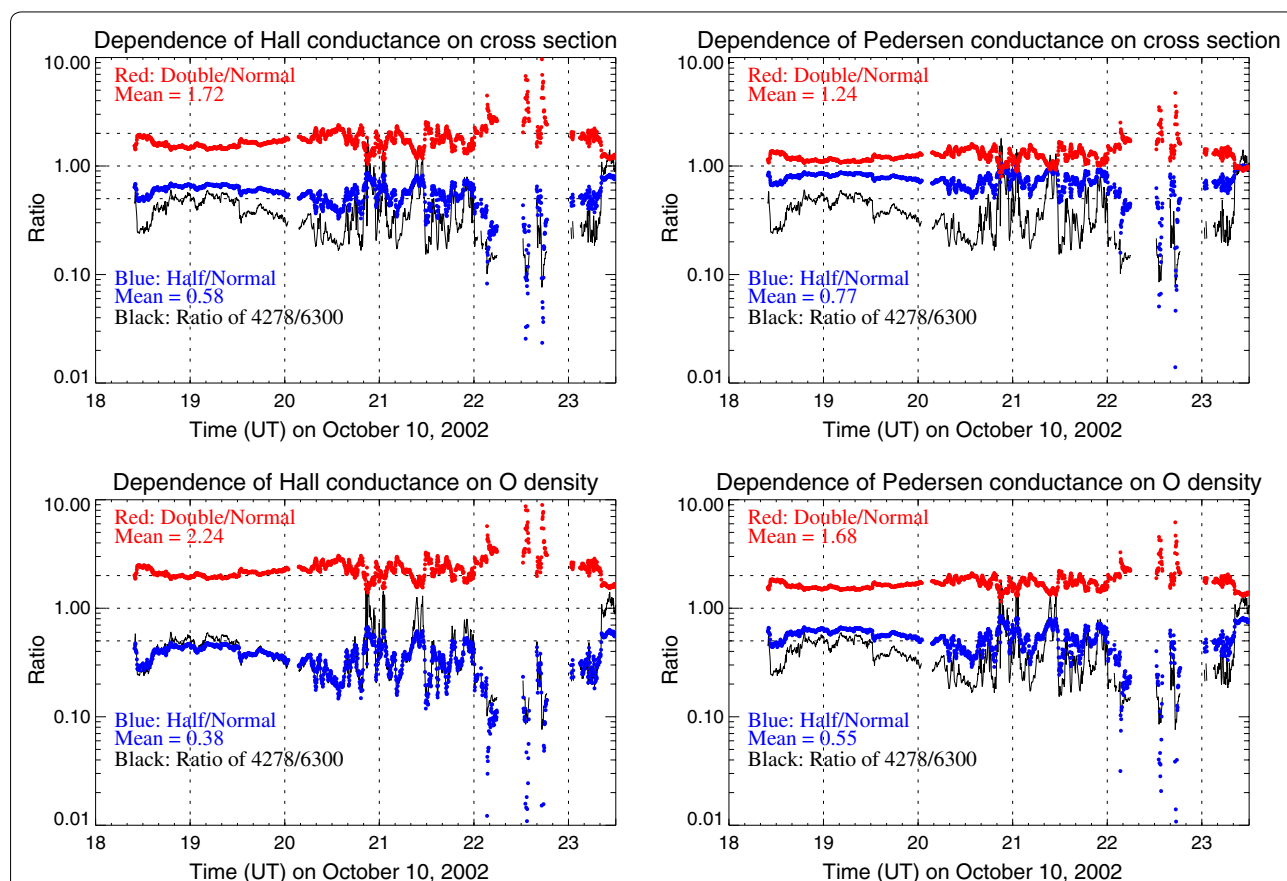 Dependence of Hall conductance on cross section
10.00
1.00
0.10
0.01
Ratio
Red: Double/Normal
Mean = 1.72
Blue: Half/Normal
Mean = 0.58
Black: Ratio of 4278/6300
18 19 20 21 22 23
Time (UT) on October 10, 2002
Dependence of Pedersen conductance on cross section
10.00
1.00
0.10
0.01
Ratio
Red: Double/Normal
Mean = 1.24
Blue: Half/Normal
Mean = 0.77
Black: Ratio of 4278/6300
18 19 20 21 22 23
Time (UT) on October 10, 2002
Dependence of Hall conductance on O density
10.00
1.00
0.10
0.01
Ratio
Red: Double/Normal
Mean = 2.24
Blue: Half/Normal
Mean = 0.38
Black: Ratio of 4278/6300
18 19 20 21 22 23
Time (UT) on October 10, 2002
Dependence of Pedersen conductance on O density
10.00
1.00
0.10
0.01
Ratio
Red: Double/Normal
Mean = 1.68
Blue: Half/Normal
Mean = 0.55
Black: Ratio of 4278/6300
18 19 20 21 22 23
Time (UT) on October 10, 2002